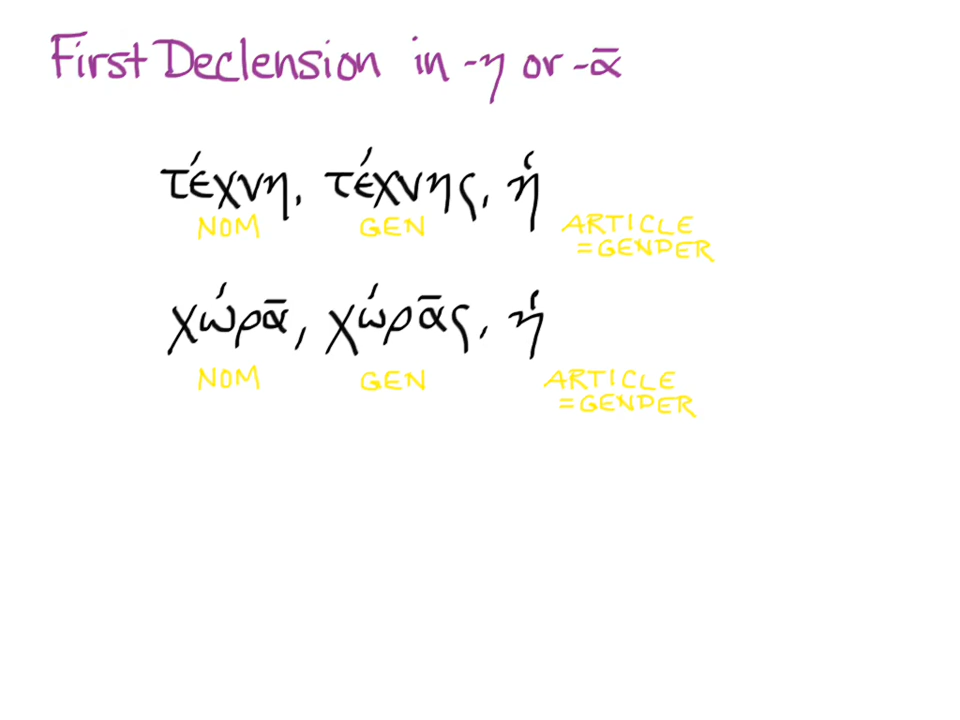 First Declension in -η or -ᾱ
τέχνη, τέχνης, ἡ
NOM GEN ARTICLE
=GENDER
χώρᾱ, χώρᾱς, ἡ
NOM GEN ARTICLE
=GENDER